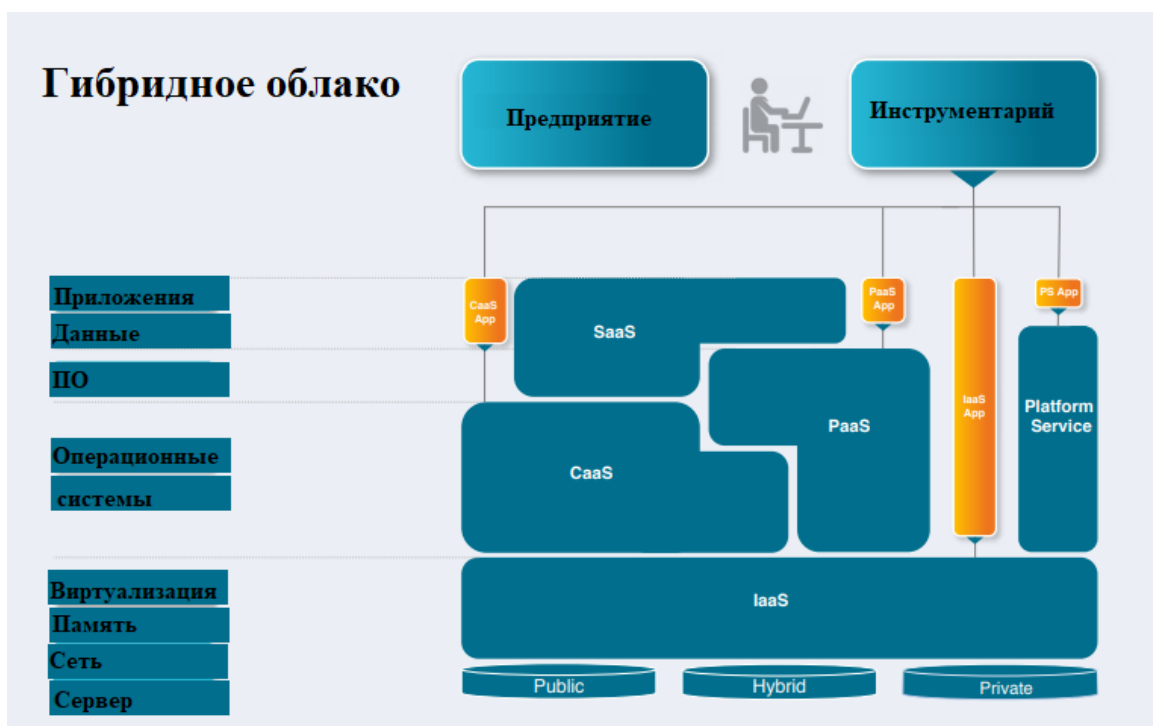 Гибридное облако
Предприятие
Инструментарий
Приложения
Данные
ПО
Операционные
системы
Виртуализация
Память
Сеть
Сервер
CaaS
App
SaaS
PaaS
App
IaaS
App
PS App
Platform
Service
PaaS
CaaS
IaaS
Public
Hybrid
Private